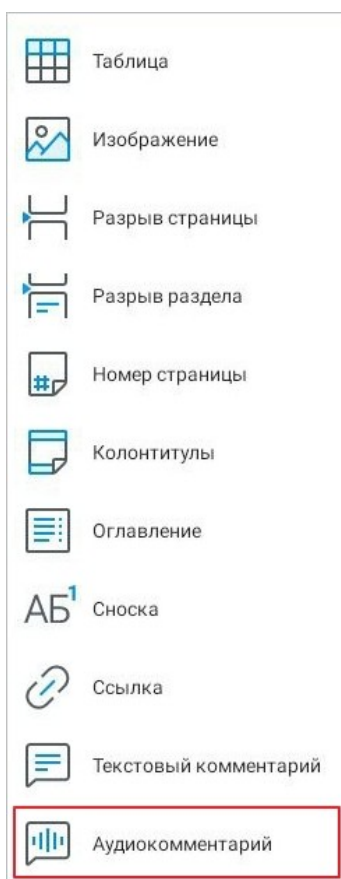 Таблица
Изображение
Разрыв страницы
Разрыв раздела
Номер страницы
Колонтитулы
Оглавление
АБ¹ Сноска
Ссылка
Текстовый комментарий
Аудиокомментарий